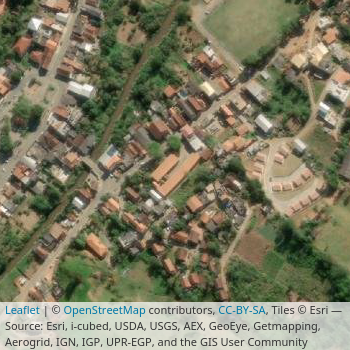 Leaflet | © OpenStreetMap contributors, CC-BY-SA, Tiles © Esri —
Source: Esri, i-cubed, USDA, USGS, AEX, GeoEye, Getmapping,
Aerogrid, IGN, IGP, UPR-EGP, and the GIS User Community